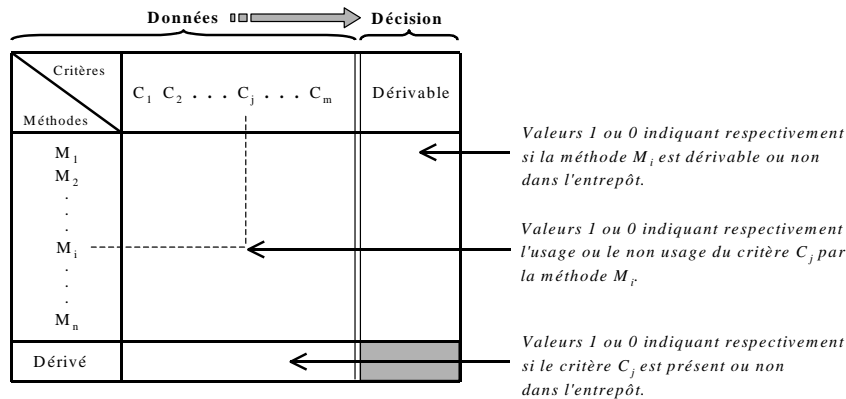 Données Décision
Critères
Méthodes
C1 C2 . . . Cj . . . Cm
Dérivable
M1
M2
.
.
.
Mi
.
.
.
Mn
Dérivé
Valeurs 1 ou 0 indiquant respectivement
si la méthode Mi est dérivable ou non
dans l'entrepôt.
Valeurs 1 ou 0 indiquant respectivement
l'usage ou le non usage du critère Cj par
la méthode Mi.
Valeurs 1 ou 0 indiquant respectivement
si le critère Cj est présent ou non
dans l'entrepôt.